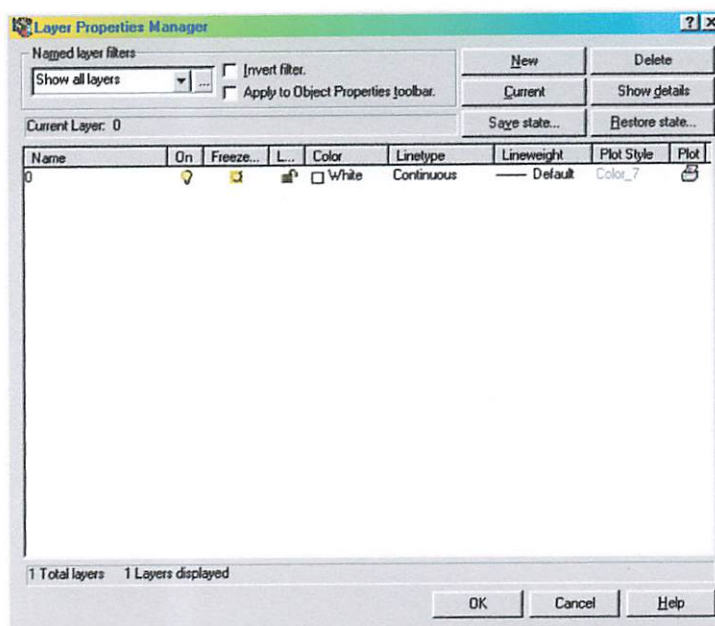 Layer Properties Manager
? X
Named layer filters
Show all layers
...
Invert filter.
Apply to Object Properties toolbar.
New
Delete
Current
Show details
Current Layer: 0
Save state...
Restore state...
Name On Freeze... L... Color Linetype Lineweight Plot Style Plot
0 White Continuous Default Color_7
1 Total layers 1 Layers displayed
OK Cancel Help